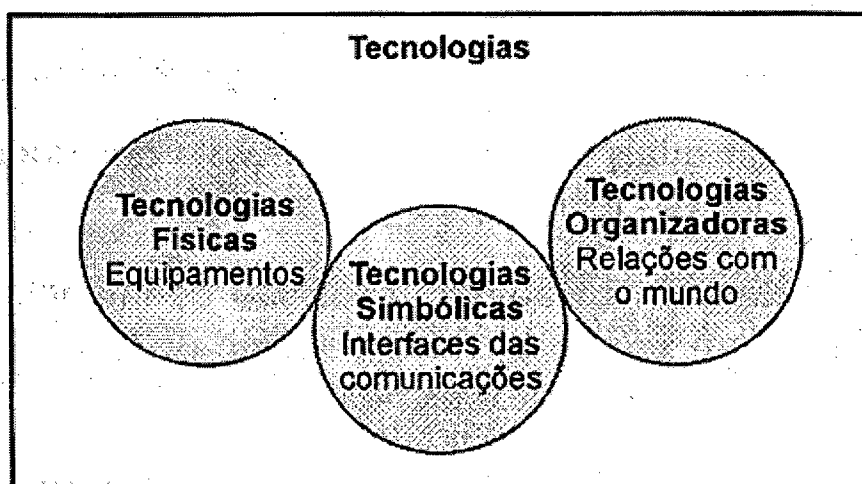 Tecnologias
Tecnologias
Físicas
Equipamentos
Tecnologias
Simbólicas
Interfaces das
comunicações
Tecnologias
Organizadoras
Relações com
o mundo